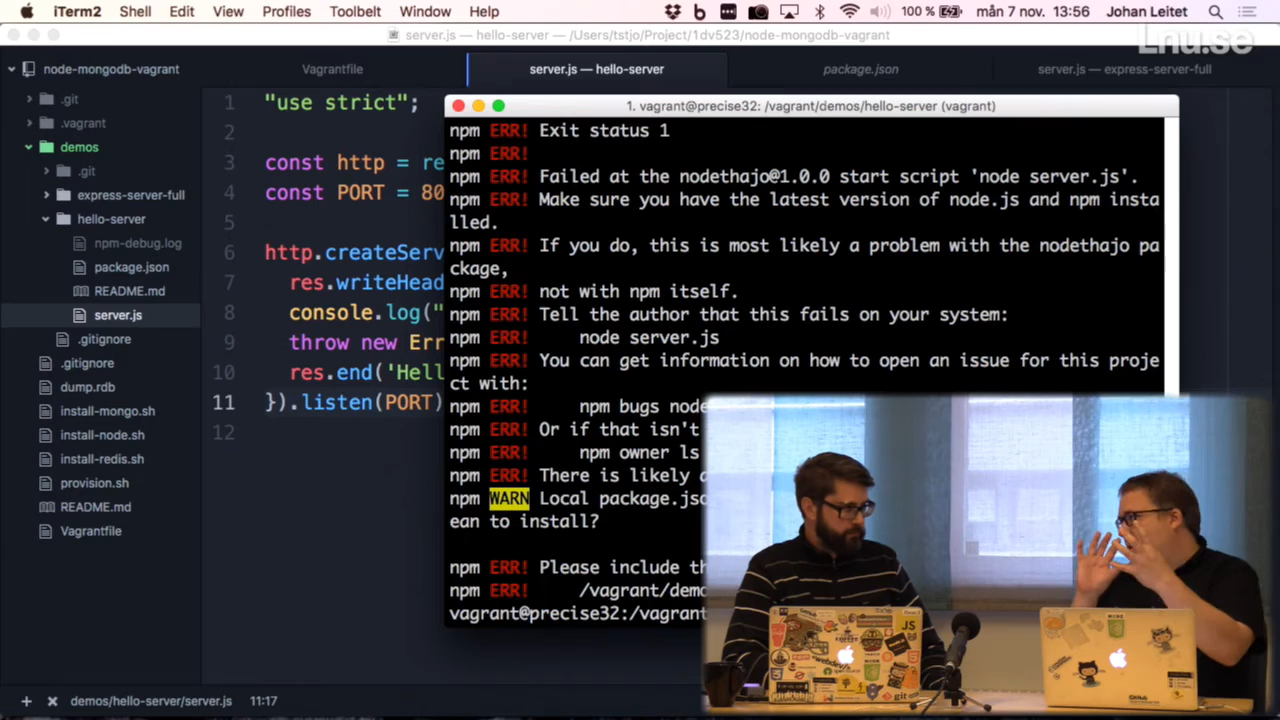 iTerm2 Shell Edit View Profiles Toolbelt Window Help 100 % mån 7 nov. 13:56 Johan Leitet
server.js — hello-server — /Users/tstjo/Project/1dv523/node-mongodb-vagrant
Lnu.se
node-mongodb-vagrant
Vagrantfile
server.js — hello-server
package.json
server.js — express-server-full
.git
.vagrant
demos
.git
express-server-full
hello-server
npm-debug.log
package.json
README.md
server.js
.gitignore
.gitignore
dump.rdb
install-mongo.sh
install-node.sh
install-redis.sh
provision.sh
README.md
Vagrantfile
1 "use strict";
2
3 const http = re
4 const PORT = 80
5
6 http.createServ
7 res.writeHead
8 console.log("
9 throw new Err
10 res.end('Hell
11 }).listen(PORT)
12
1. vagrant@precise32: /vagrant/demos/hello-server (vagrant)
npm ERR! Exit status 1
npm ERR!
npm ERR! Failed at the nodethajo@1.0.0 start script 'node server.js'.
npm ERR! Make sure you have the latest version of node.js and npm insta
lled.
npm ERR! If you do, this is most likely a problem with the nodethajo pa
ckage,
npm ERR! not with npm itself.
npm ERR! Tell the author that this fails on your system:
npm ERR! node server.js
npm ERR! You can get information on how to open an issue for this proje
ct with:
npm ERR! npm bugs node
npm ERR! Or if that isn't
npm ERR! npm owner ls
npm ERR! There is likely a
npm WARN Local package.jso
ean to install?
npm ERR! Please include th
npm ERR! /vagrant/demo
vagrant@precise32:/vagrant
JS
git
demos/hello-server/server.js 11:17